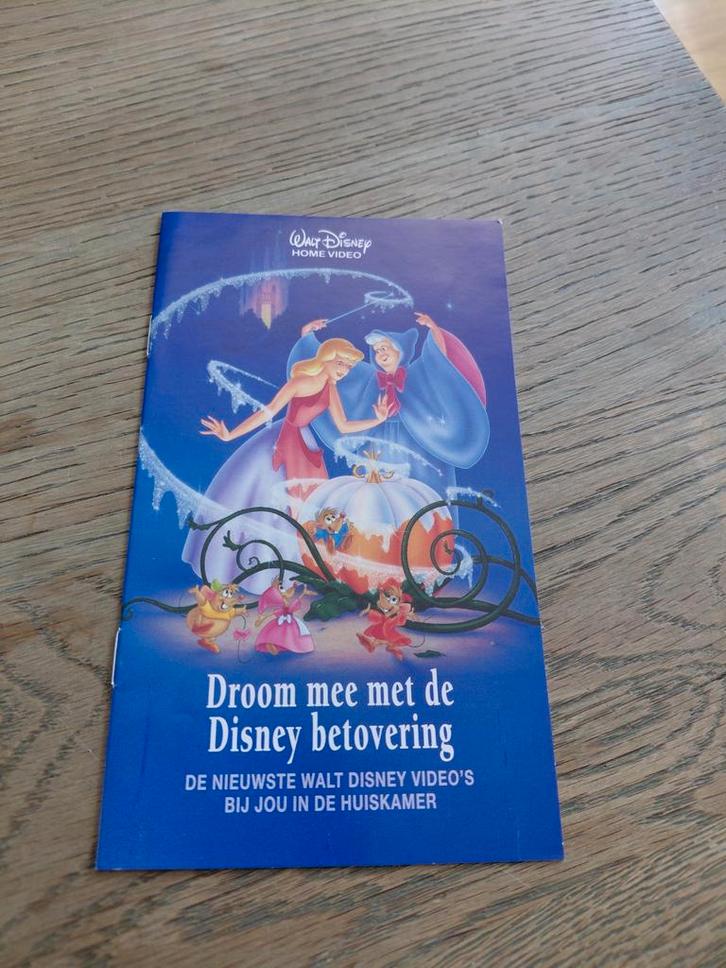 Walt Disney
HOME VIDEO
Droom mee met de
Disney betovering
DE NIEUWSTE WALT DISNEY VIDEO'S
BIJ JOU IN DE HUISKAMER